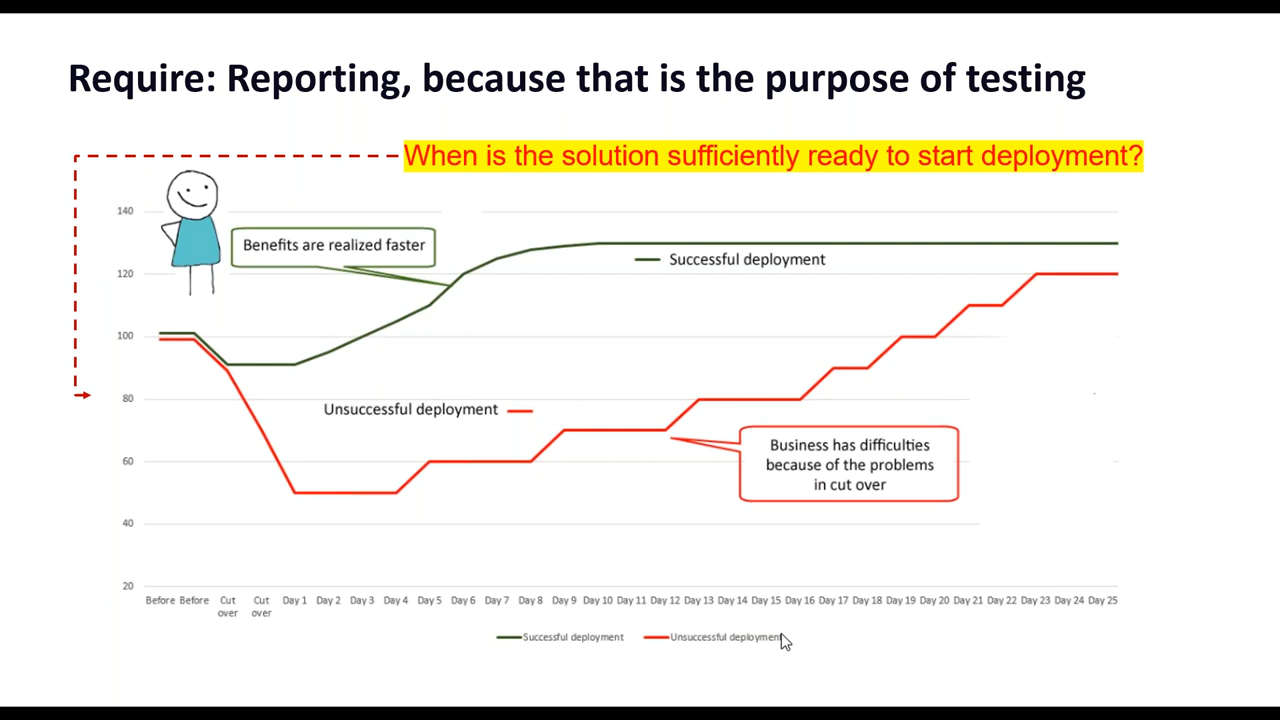 Require: Reporting, because that is the purpose of testing
When is the solution sufficiently ready to start deployment?
140
Benefits are realized faster
Successful deployment
120
100
80
Unsuccessful deployment
Business has difficulties
because of the problems
in cut over
60
40
20
Before Before Cut over Cut over Day 1 Day 2 Day 3 Day 4 Day 5 Day 6 Day 7 Day 8 Day 9 Day 10 Day 11 Day 12 Day 13 Day 14 Day 15 Day 16 Day 17 Day 18 Day 19 Day 20 Day 21 Day 22 Day 23 Day 24 Day 25
Successful deployment Unsuccessful deployment